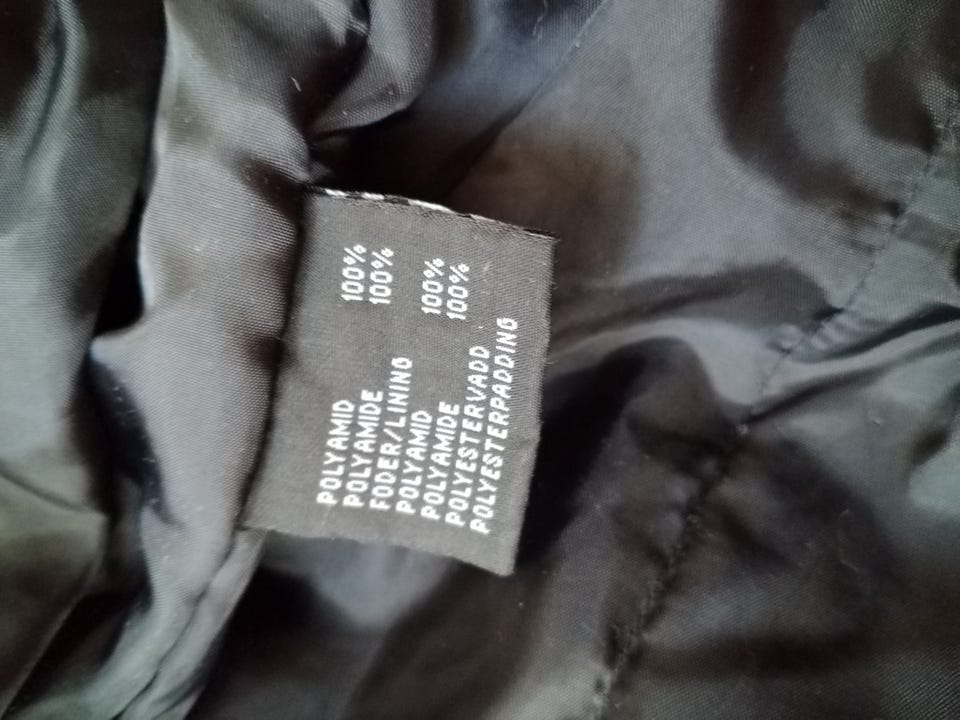 POLYAMID 100%
POLYAMIDE 100%
FODER/LINING
POLYAMID 100%
POLYAMIDE 100%
POLYESTERVADD
POLYESTERPADDING